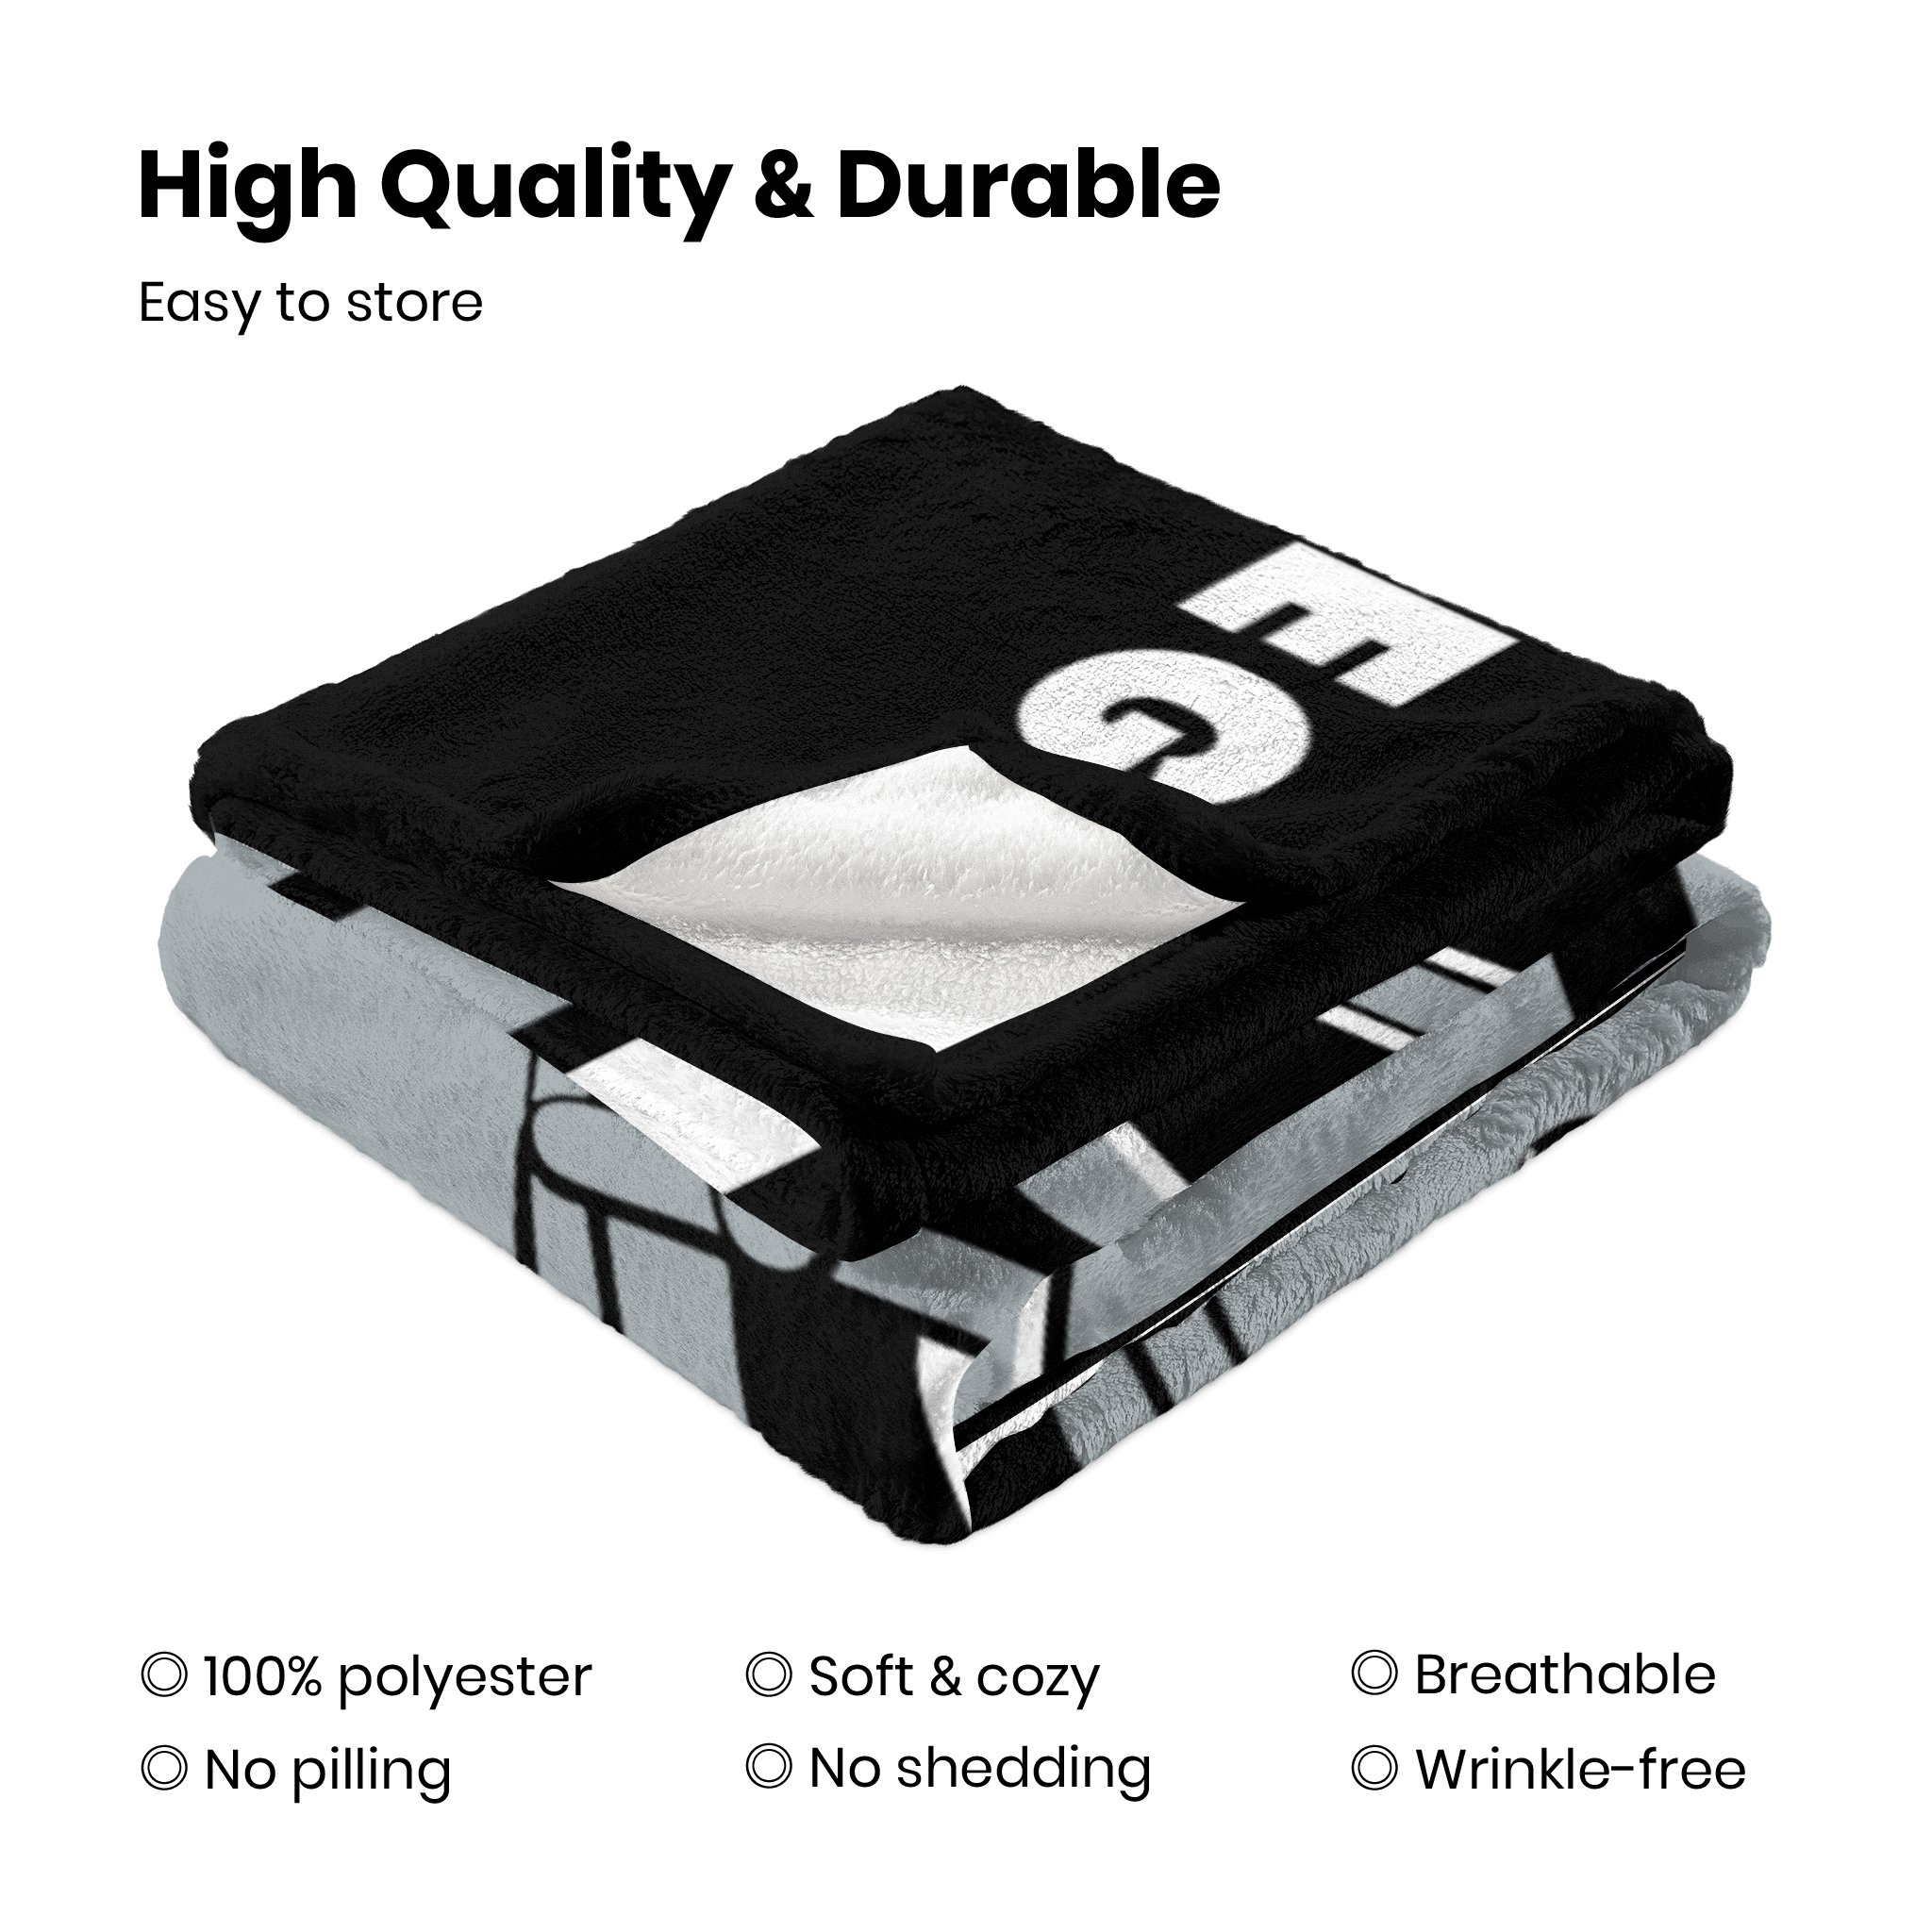 High Quality & Durable
Easy to store
E
G
100% polyester
Soft & cozy
Breathable
No pilling
No shedding
Wrinkle-free